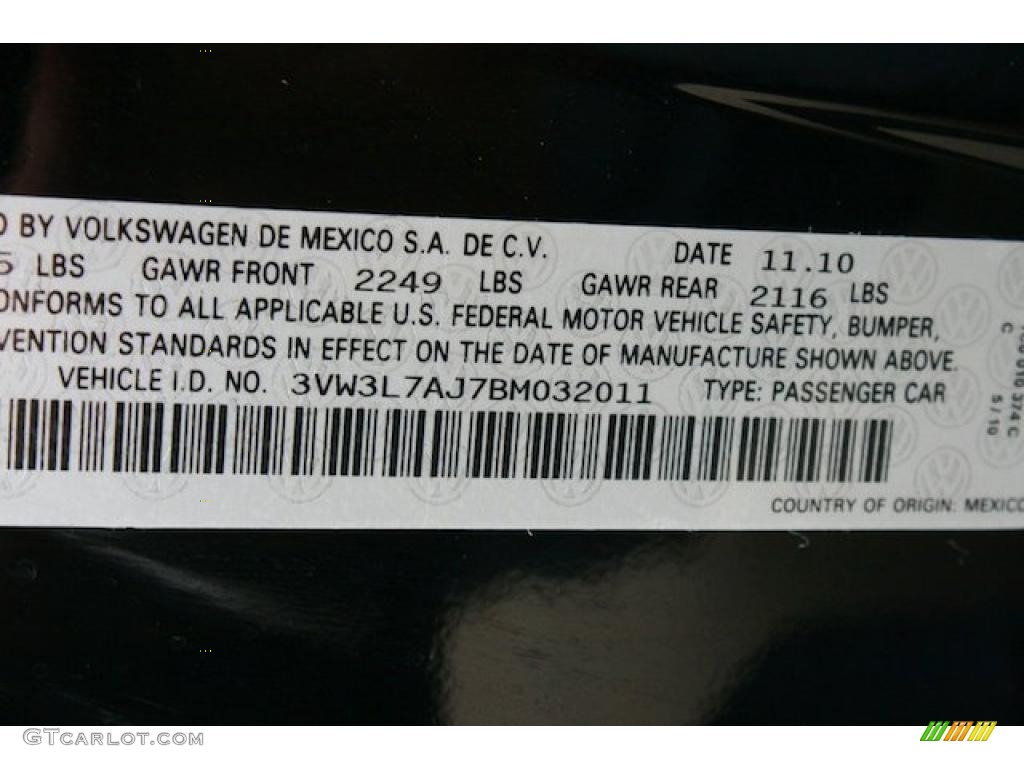 BY VOLKSWAGEN DE MEXICO S.A. DE C.V. DATE 11.10
5 LBS GAWR FRONT 2249 LBS GAWR REAR 2116 LBS
ONFORMS TO ALL APPLICABLE U.S. FEDERAL MOTOR VEHICLE SAFETY, BUMPER,
VENTION STANDARDS IN EFFECT ON THE DATE OF MANUFACTURE SHOWN ABOVE.
VEHICLE I.D. NO. 3VW3L7AJ7BM032011 TYPE: PASSENGER CAR
COUNTRY OF ORIGIN: MEXICO
374 C
C 5/10
GTCARLOT.COM